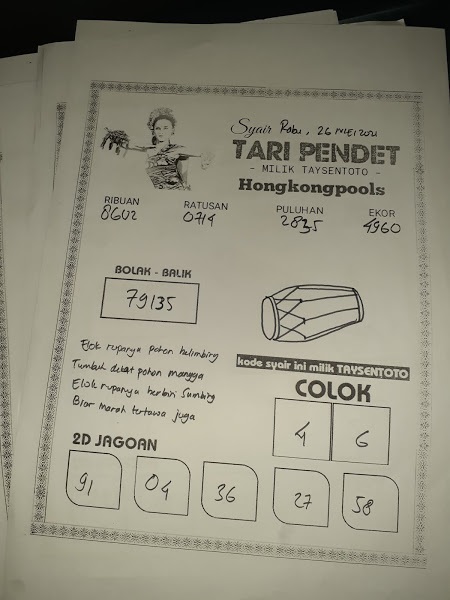 Syair Rabu, 26 MEI 2021
TARI PENDET
- MILIK TAYSENTOTO -
Hongkongpools
RIBUAN RATUSAN PULUHAN EKOR
8602 0714 2835 4960
BOLAK - BALIK
79135
Elok rupanya pohon belimbing
Tumbuh dekat pohon mangga
Elok rupanya berbini Sumbing
Biar marah tertawa juga
kode syair ini milik TAYSENTOTO
COLOK
4 6
2D JAGOAN
91 04 36 27 58